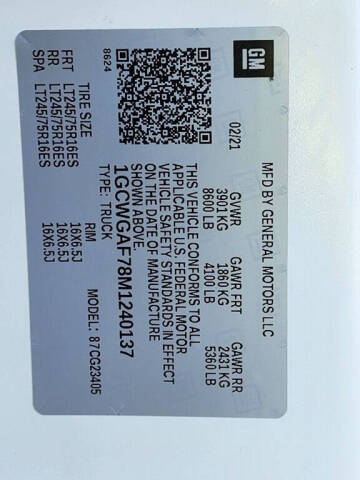 GM
MFD BY GENERAL MOTORS LLC
02/21 GVWR GAWR FRT GAWR RR
3901 KG 1860 KG 2431 KG
8600 LB 4100 LB 5360 LB
THIS VEHICLE CONFORMS TO ALL
APPLICABLE U.S. FEDERAL MOTOR
VEHICLE SAFETY STANDARDS IN EFFECT
ON THE DATE OF MANUFACTURE
SHOWN ABOVE.
1GCWGAF78M1240137
TYPE: TRUCK MODEL: 87CG23405
8624
TIRE SIZE RIM
FRT LT245/75R16ES 16X6.5J
RR LT245/75R16ES 16X6.5J
SPA LT245/75R16ES 16X6.5J